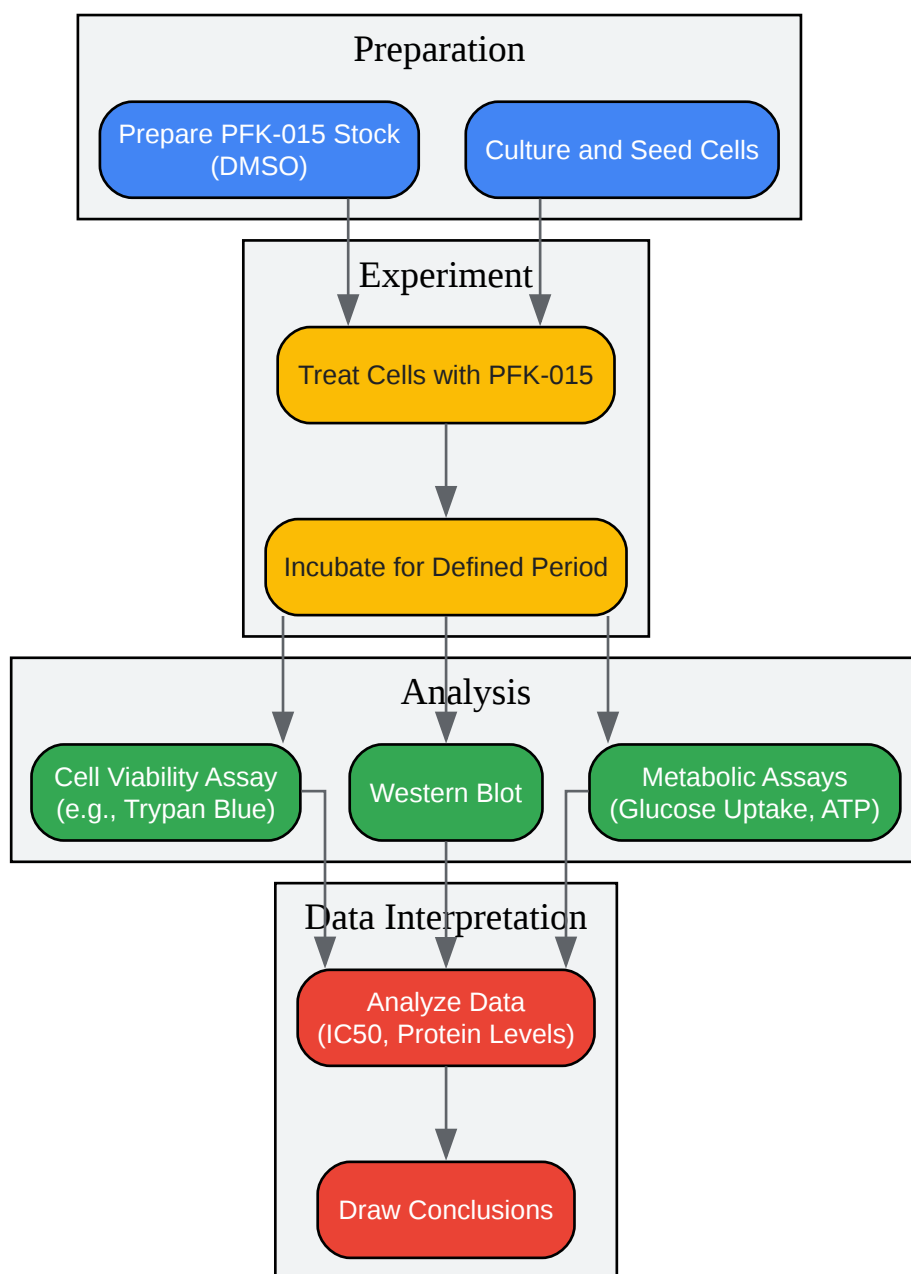 Preparation
Prepare PFK-015 Stock
(DMSO)
Culture and Seed Cells
Experiment
Treat Cells with PFK-015
Incubate for Defined Period
Analysis
Cell Viability Assay
(e.g., Trypan Blue)
Western Blot
Metabolic Assays
(Glucose Uptake, ATP)
Data Interpretation
Analyze Data
(IC50, Protein Levels)
Draw Conclusions